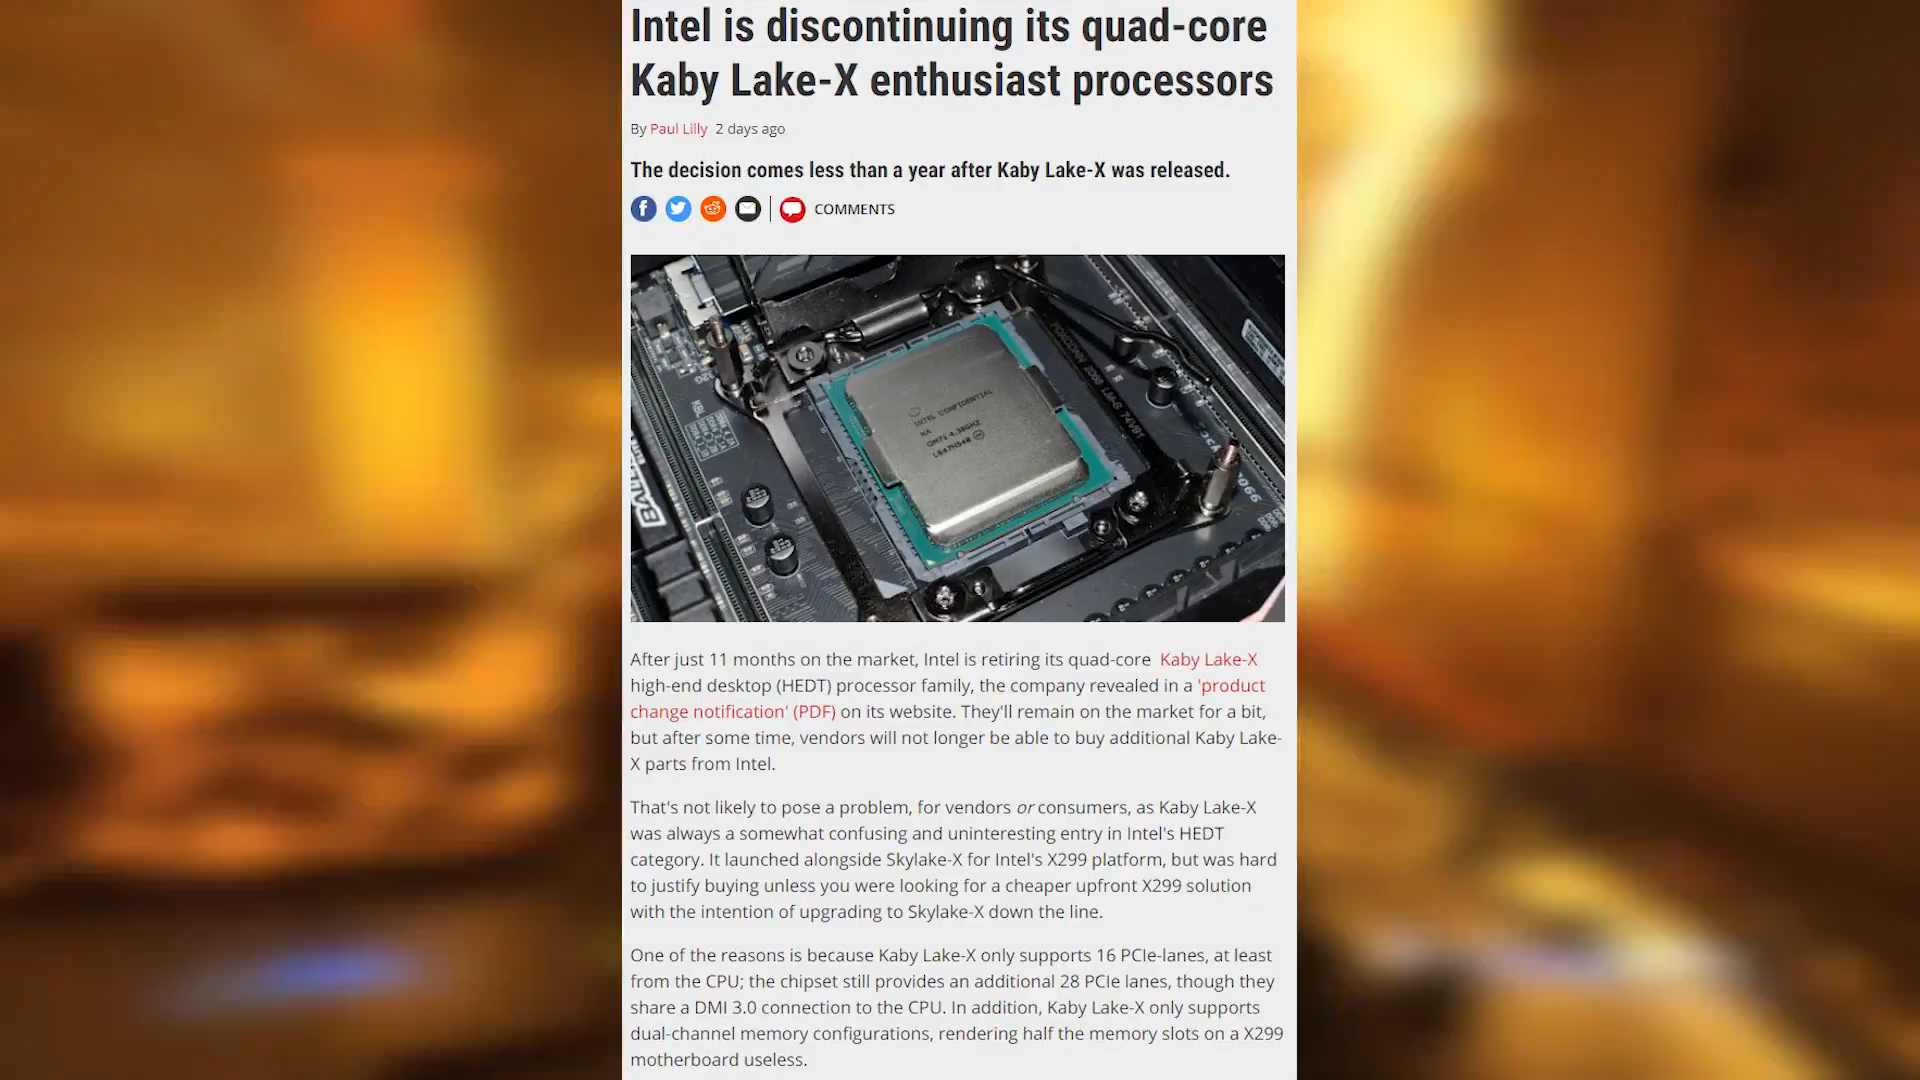 Intel is discontinuing its quad-core
Kaby Lake-X enthusiast processors
By Paul Lilly 2 days ago
The decision comes less than a year after Kaby Lake-X was released.
COMMENTS
INTEL CONFIDENTIAL
NA
QM71 4.30GHZ
L647H548
After just 11 months on the market, Intel is retiring its quad-core Kaby Lake-X
high-end desktop (HEDT) processor family, the company revealed in a 'product
change notification' (PDF) on its website. They'll remain on the market for a bit,
but after some time, vendors will not longer be able to buy additional Kaby Lake-
X parts from Intel.
That's not likely to pose a problem, for vendors or consumers, as Kaby Lake-X
was always a somewhat confusing and uninteresting entry in Intel's HEDT
category. It launched alongside Skylake-X for Intel's X299 platform, but was hard
to justify buying unless you were looking for a cheaper upfront X299 solution
with the intention of upgrading to Skylake-X down the line.
One of the reasons is because Kaby Lake-X only supports 16 PCIe-lanes, at least
from the CPU; the chipset still provides an additional 28 PCIe lanes, though they
share a DMI 3.0 connection to the CPU. In addition, Kaby Lake-X only supports
dual-channel memory configurations, rendering half the memory slots on a X299
motherboard useless.